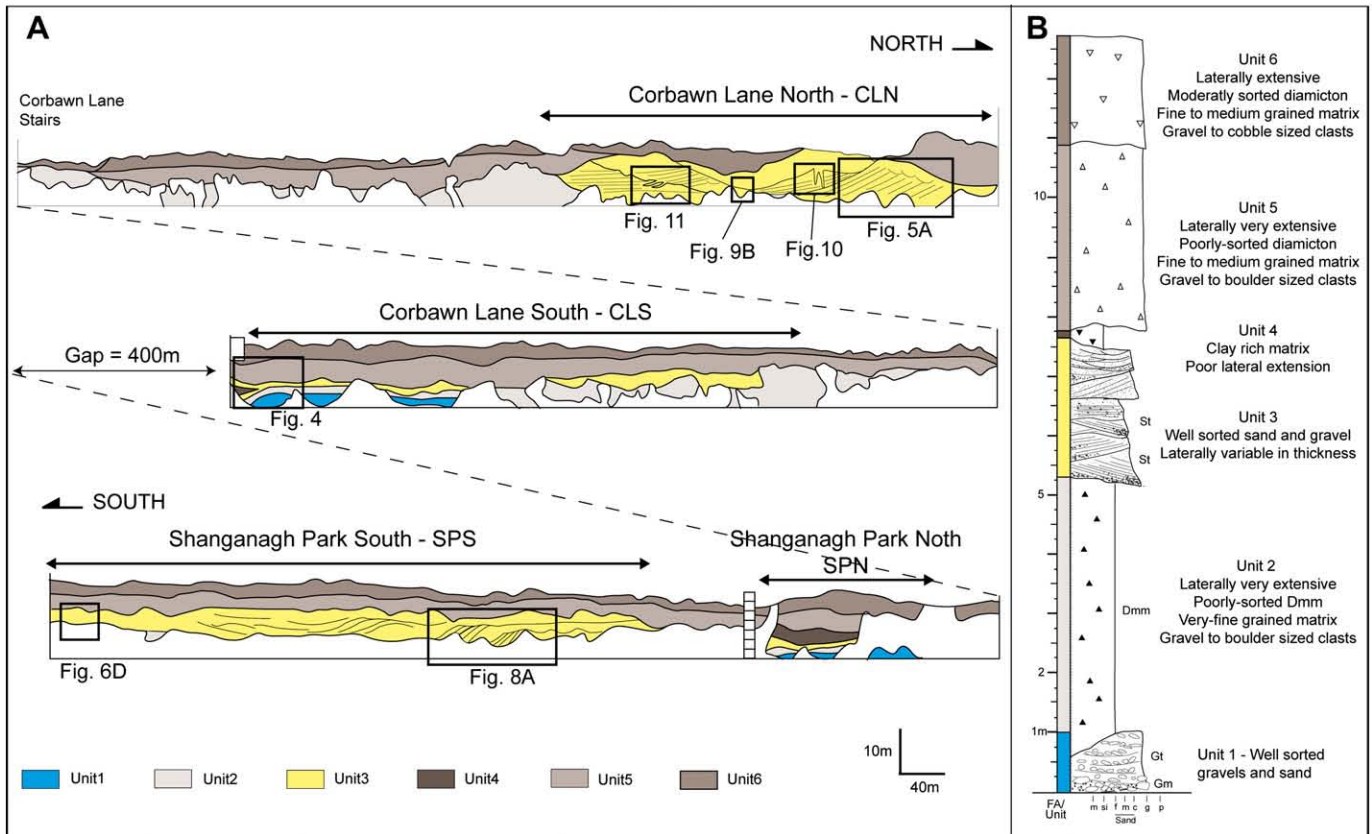 A
NORTH
Corbawn Lane
Stairs
Corbawn Lane North - CLN
Fig. 11
Fig. 9B
Fig.10
Fig. 5A
Corbawn Lane South - CLS
Gap = 400m
Fig. 4
SOUTH
Shanganagh Park South - SPS
Shanganagh Park Noth
SPN
Fig. 6D
Fig. 8A
10m
40m
Unit1
Unit2
Unit3
Unit4
Unit5
Unit6
B
Unit 6
Laterally extensive
Moderatly sorted diamicton
Fine to medium grained matrix
Gravel to cobble sized clasts
10
Unit 5
Laterally very extensive
Poorly-sorted diamicton
Fine to medium grained matrix
Gravel to boulder sized clasts
Unit 4
Clay rich matrix
Poor lateral extension
St
Unit 3
Well sorted sand and gravel
Laterally variable in thickness
St
5
Unit 2
Laterally very extensive
Poorly-sorted Dmm
Very-fine grained matrix
Gravel to boulder sized clasts
Dmm
2
1m
Gt
Unit 1 - Well sorted
gravels and sand
Gm
FA/
Unit
m si f m c g p
Sand